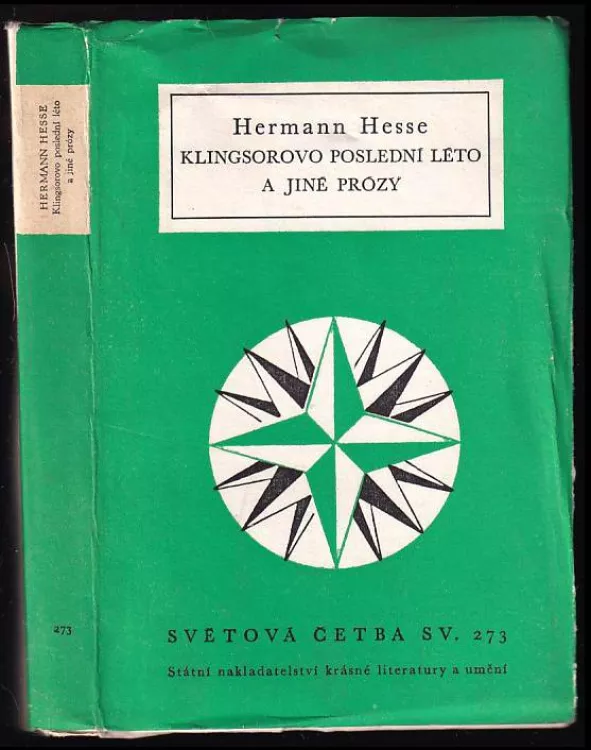 HERMANN HESSE
Klingsorovo poslední léto
a jiné prózy
273
Hermann Hesse
KLINGSOROVO POSLEDNÍ LÉTO
A JINÉ PRÓZY
SVĚTOVÁ ČETBA SV. 273
Státní nakladatelství krásné literatury a umění